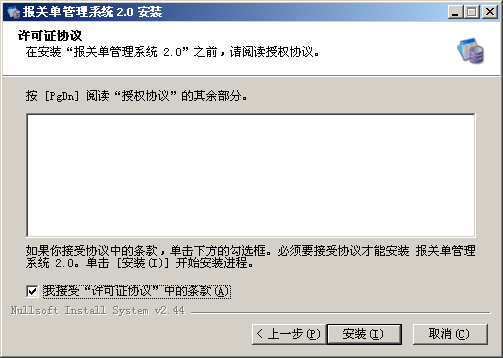 报关单管理系统 2.0 安装
许可证协议
在安装“报关单管理系统 2.0”之前，请阅读授权协议。
按 [PgDn] 阅读“授权协议”的其余部分。
如果你接受协议中的条款，单击下方的勾选框。必须要接受协议才能安装 报关单管理
系统 2.0。单击 [安装(I)] 开始安装进程。
我接受“许可证协议”中的条款(A)
Nullsoft Install System v2.44
< 上一步(P)
安装(I)
取消(C)